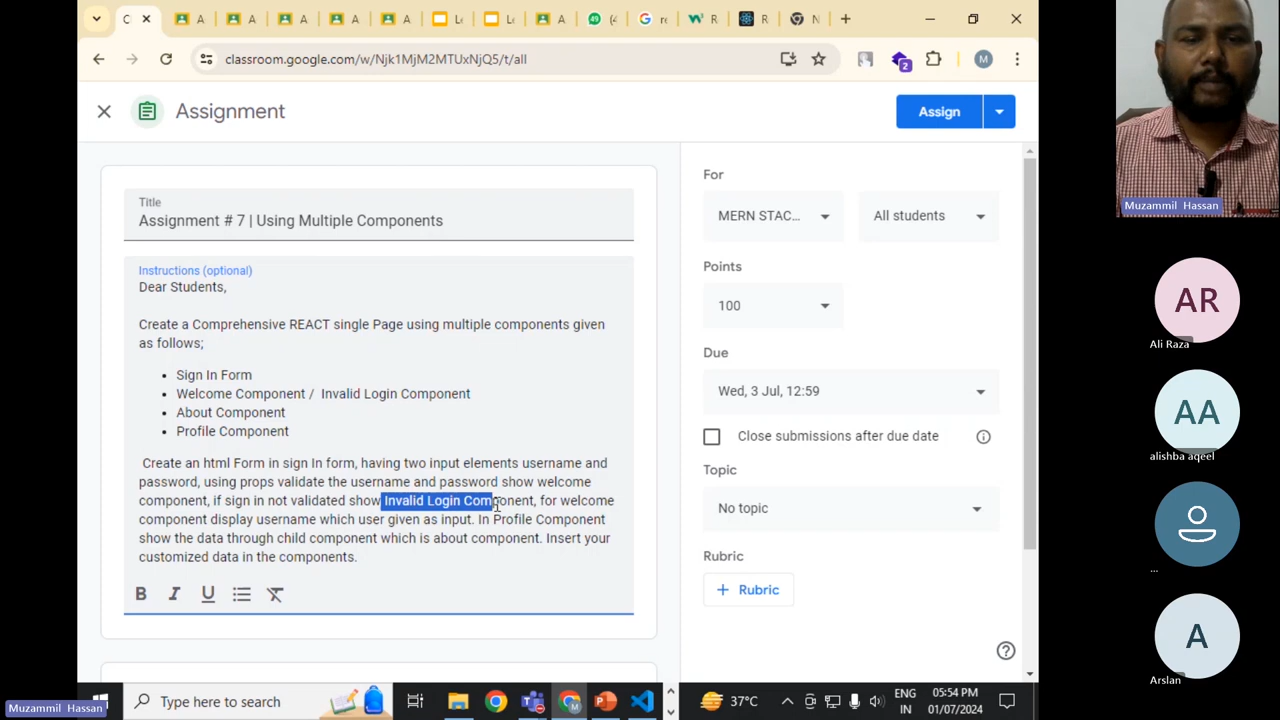 C
A
A
A
A
A
Le
Le
A
(4
re
R
R
N
classroom.google.com/w/Njk1MjM2MTUxNjQ5/t/all
2
M
Assignment
Assign
Title
Assignment # 7 | Using Multiple Components
Instructions (optional)
Dear Students,
Create a Comprehensive REACT single Page using multiple components given
as follows;
Sign In Form
Welcome Component /  Invalid Login Component
About Component
Profile Component
Create an html Form in sign In form, having two input elements username and
password, using props validate the username and password show welcome
component, if sign in not validated show Invalid Login Component, for welcome
component display username which user given as input. In Profile Component
show the data through child component which is about component. Insert your
customized data in the components.
B I U
For
MERN STAC...
All students
Points
100
Due
Wed, 3 Jul, 12:59
Close submissions after due date
Topic
No topic
Rubric
Rubric
Muzammil Hassan
AR
Ali Raza
AA
alishba aqeel
...
A
Arslan
Muzammil Hassan
Type here to search
37°C
ENG
IN
05:54 PM
01/07/2024